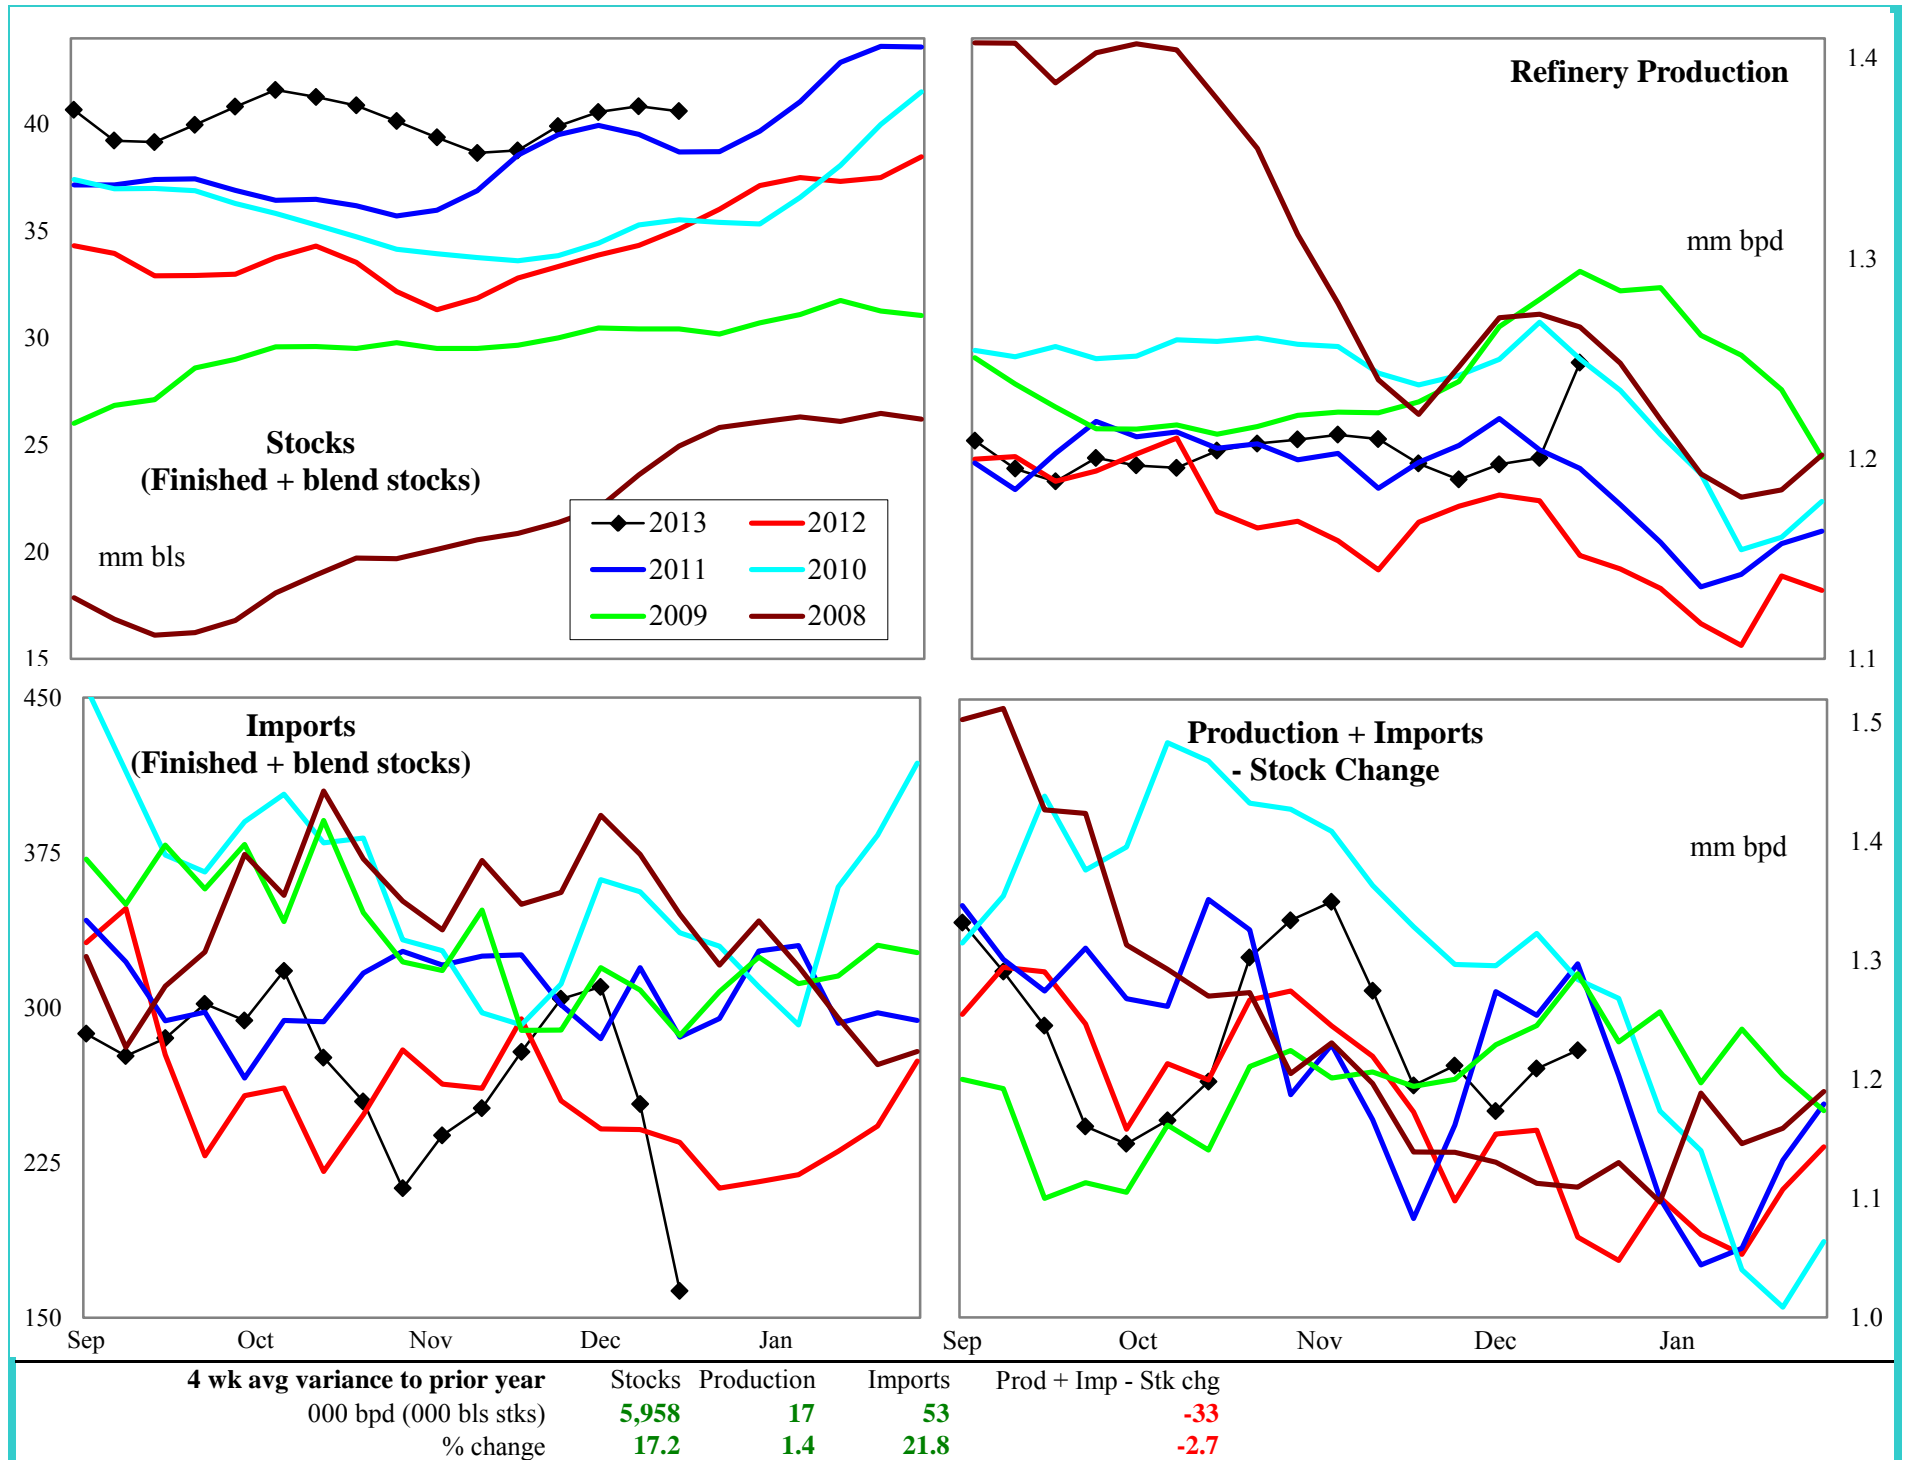 40
35
30
25
20
15
Stocks
(Finished + blend stocks)
mm bls
2013
2012
2011
2010
2009
2008
Refinery Production
mm bpd
1.4
1.3
1.2
1.1
450
375
300
225
150
Imports
(Finished + blend stocks)
Sep Oct Nov Dec Jan
Production + Imports
- Stock Change
mm bpd
1.5
1.4
1.3
1.2
1.1
1.0
Sep Oct Nov Dec Jan
4 wk avg variance to prior year Stocks Production Imports Prod + Imp - Stk chg
000 bpd (000 bls stks) 5,958 17 53 -33
% change 17.2 1.4 21.8 -2.7